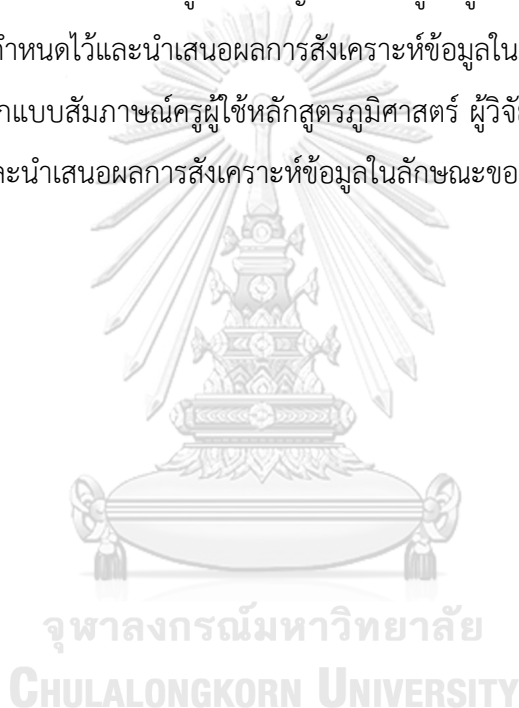 กำหนดไว้และนำเสนอผลการสังเคราะห์ข้อมูลใน
กแบบสัมภาษณ์ครูผู้ใช้หลักสูตรภูมิศาสตร์ ผู้วิจั
ละนำเสนอผลการสังเคราะห์ข้อมูลในลักษณะขอ
จุฬาลงกรณ์มหาวิทยาลัย
CHULALONGKORN UNIVERSITY